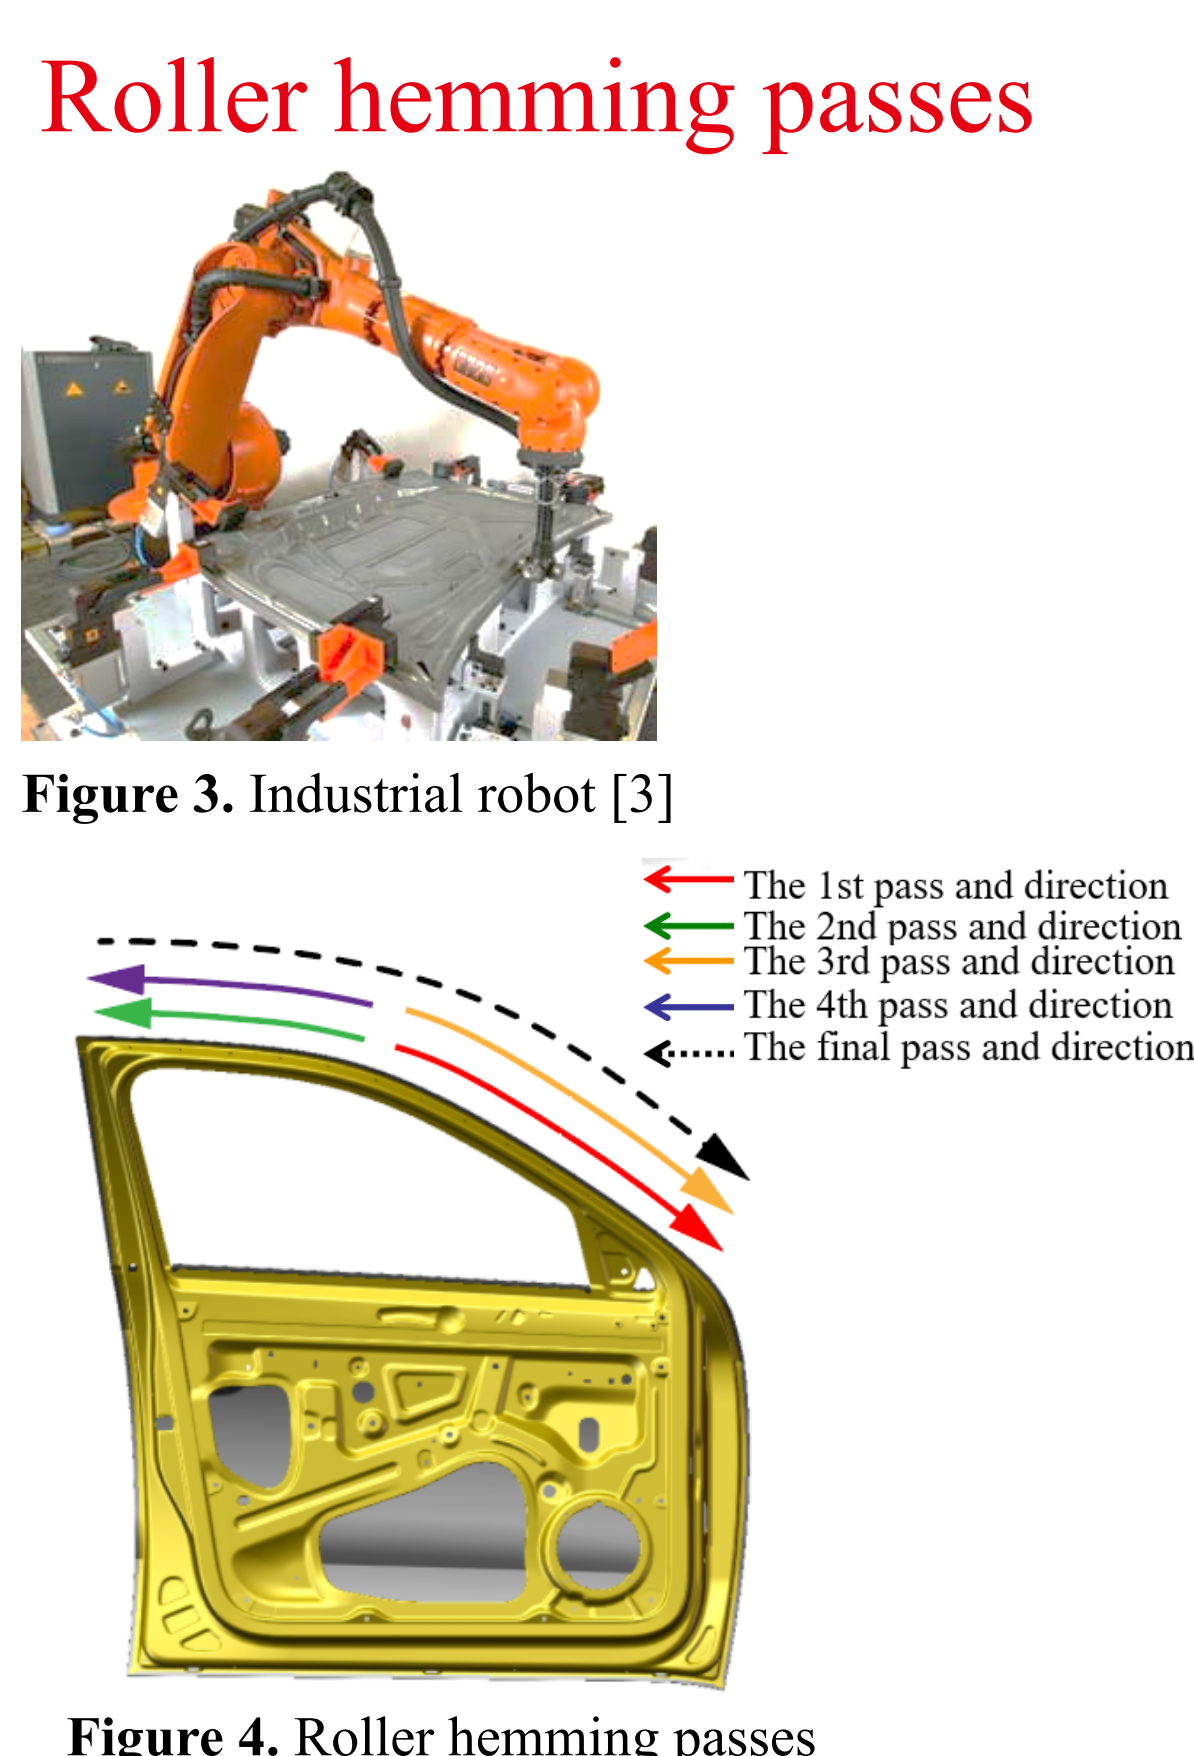 Roller hemming passes
Figure 3. Industrial robot [3]
The 1st pass and direction
The 2nd pass and direction
The 3rd pass and direction
The 4th pass and direction
The final pass and direction
Figure 4. Roller hemming passes